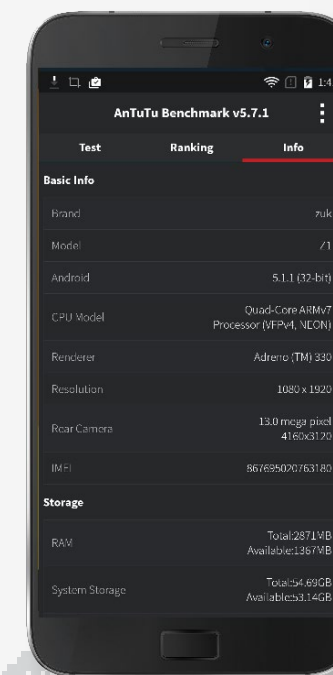 1:4
AnTuTu Benchmark v5.7.1
Test Ranking Info
Basic Info
Brand zuk
Model Z1
Android 5.1.1 (32-bit)
CPU Model Quad-Core ARMv7
Processor (VFPv4, NEON)
Renderer Adreno (TM) 330
Resolution 1080 x 1920
Rear Camera 13.0 mega pixel
4160x3120
IMEI 867695020763180
Storage
RAM Total:2871MB
Available:1367MB
System Storage Total:54.69GB
Available:53.14GB